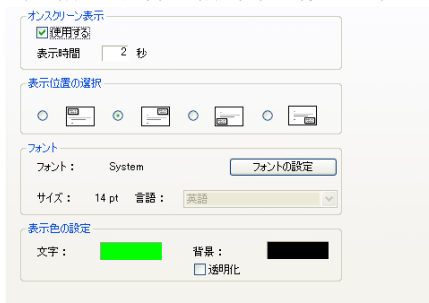 オンスクリーン表示
使用する
表示時間 2 秒
表示位置の選択
フォント
フォント： System フォントの設定
サイズ： 14 pt 言語： 英語
表示色の設定
文字： 背景：
透明化